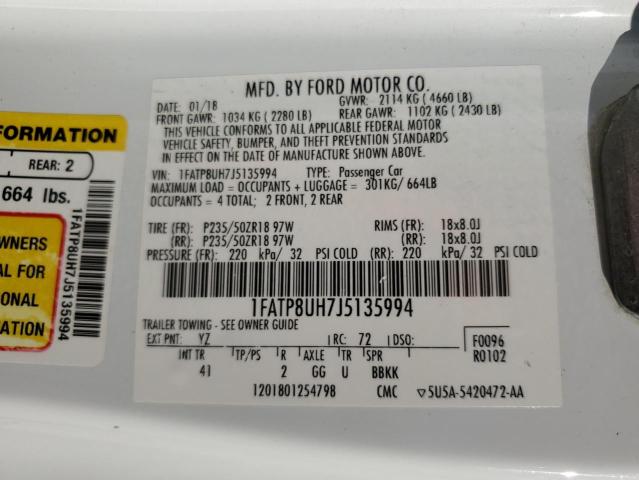 FORMATION
REAR: 2
664 lbs.
1FATP8UH7J5135994
OWNERS
AL FOR
ONAL
ATION
MFD. BY FORD MOTOR CO.
DATE: 01/18 GVWR: 2114 KG ( 4660 LB)
FRONT GAWR: 1034 KG ( 2280 LB) REAR GAWR: 1102 KG ( 2430 LB)
THIS VEHICLE CONFORMS TO ALL APPLICABLE FEDERAL MOTOR
VEHICLE SAFETY, BUMPER, AND THEFT PREVENTION STANDARDS
IN EFFECT ON THE DATE OF MANUFACTURE SHOWN ABOVE.
VIN: 1FATP8UH7J5135994 TYPE: Passenger Car
MAXIMUM LOAD = OCCUPANTS + LUGGAGE = 301KG/ 664LB
OCCUPANTS = 4 TOTAL; 2 FRONT, 2 REAR
TIRE (FR): P235/50ZR18 97W RIMS (FR): 18x8.0J
(RR): P235/50ZR18 97W (RR): 18x8.0J
PRESSURE (FR): 220 kPa/ 32 PSI COLD (RR): 220 kPa/ 32 PSI COLD
1FATP8UH7J5135994
TRAILER TOWING - SEE OWNER GUIDE
EXT PNT: YZ RC: 72 DSO: F0096
INT TR TP/PS R AXLE TR SPR R0102
41 2 GG U BBKK
1201801254798 CMC ▽5U5A-5420472-AA